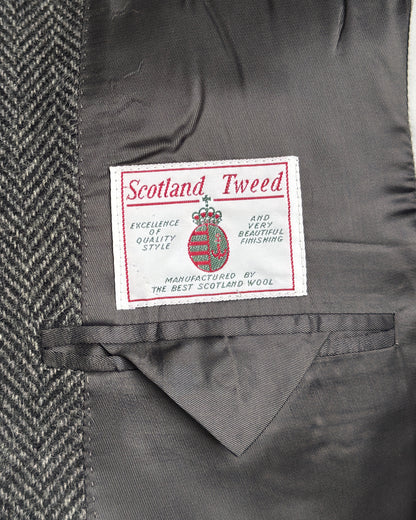 Scotland Tweed
EXCELLENCE
OF
QUALITY
STYLE
AND
VERY
BEAUTIFUL
FINISHING
MANUFACTURED BY
THE BEST SCOTLAND WOOL